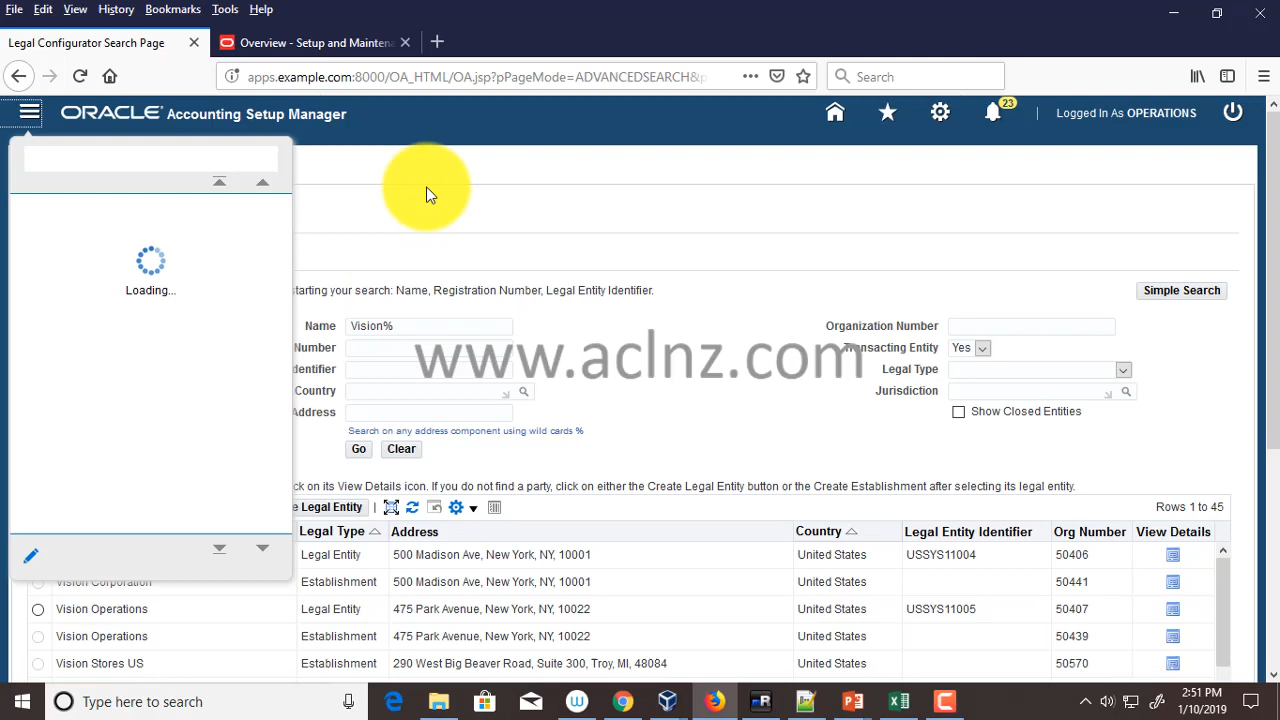 File Edit View History Bookmarks Tools Help
Legal Configurator Search Page
Overview - Setup and Maintena
apps.example.com:8000/OA_HTML/OA.jsp?pPageMode=ADVANCEDSEARCH&p
Search
ORACLE Accounting Setup Manager
23
Logged In As OPERATIONS
Loading...
starting your search: Name, Registration Number, Legal Entity Identifier.
Simple Search
Name Vision%
Organization Number
Number
Transacting Entity Yes
Identifier
Legal Type
Country
Jurisdiction
Address
Show Closed Entities
www.aclnz.com
Search on any address component using wild cards %
Go Clear
ck on its View Details icon. If you do not find a party, click on either the Create Legal Entity button or the Create Establishment after selecting its legal entity.
e Legal Entity
Rows 1 to 45
Legal Type Address Country Legal Entity Identifier Org Number View Details
Legal Entity 500 Madison Ave, New York, NY, 10001 United States USSYS11004 50406
Vision Corporation Establishment 500 Madison Ave, New York, NY, 10001 United States 50441
Vision Operations Legal Entity 475 Park Avenue, New York, NY, 10022 United States USSYS11005 50407
Vision Operations Establishment 475 Park Avenue, New York, NY, 10022 United States 50439
Vision Stores US Establishment 290 West Big Beaver Road, Suite 300, Troy, MI, 48084 United States 50570
Type here to search
2:51 PM
1/10/2019